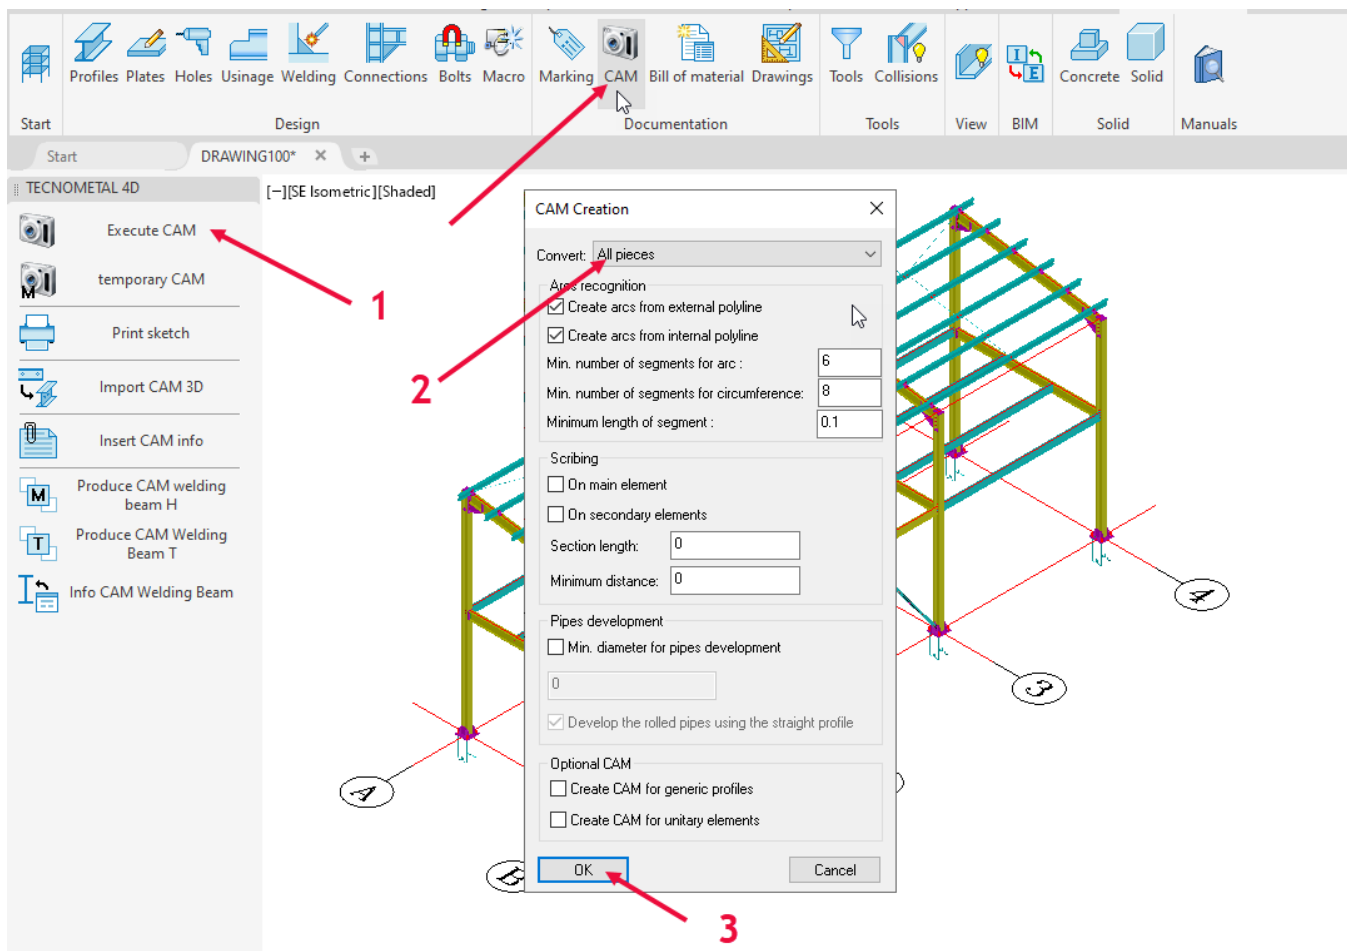 Profiles Plates Holes Usinage Welding Connections Bolts Macro Marking CAM Bill of material Drawings Tools Collisions Concrete Solid
Start Design Documentation Tools View BIM Solid Manuals
Start DRAWING100*
TECNOMETAL 4D
[−][SE Isometric][Shaded]
Execute CAM
1
temporary CAM
M
Print sketch
Import CAM 3D
Insert CAM info
M
Produce CAM welding
beam H
T
Produce CAM Welding
Beam T
Info CAM Welding Beam
2
CAM Creation
Convert: All pieces
Arcs recognition
Create arcs from external polyline
Create arcs from internal polyline
Min. number of segments for arc : 6
Min. number of segments for circumference: 8
Minimum length of segment : 0.1
Scribing
On main element
On secondary elements
Section length: 0
Minimum distance: 0
Pipes development
Min. diameter for pipes development
0
Develop the rolled pipes using the straight profile
Optional CAM
Create CAM for generic profiles
Create CAM for unitary elements
OK Cancel
3
4
3
A
B